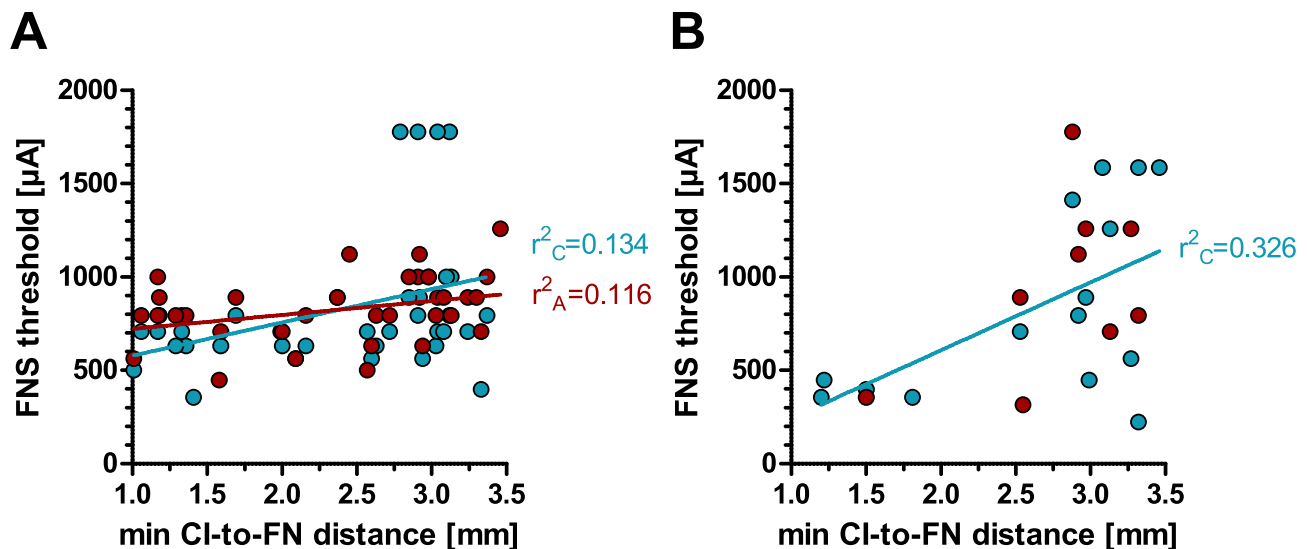 A
B
FNS threshold [µA]
2000
1500
1000
500
0
1.0 1.5 2.0 2.5 3.0 3.5
min CI-to-FN distance [mm]
r²C=0.134
r²A=0.116
FNS threshold [µA]
2000
1500
1000
500
0
1.0 1.5 2.0 2.5 3.0 3.5
min CI-to-FN distance [mm]
r²C=0.326